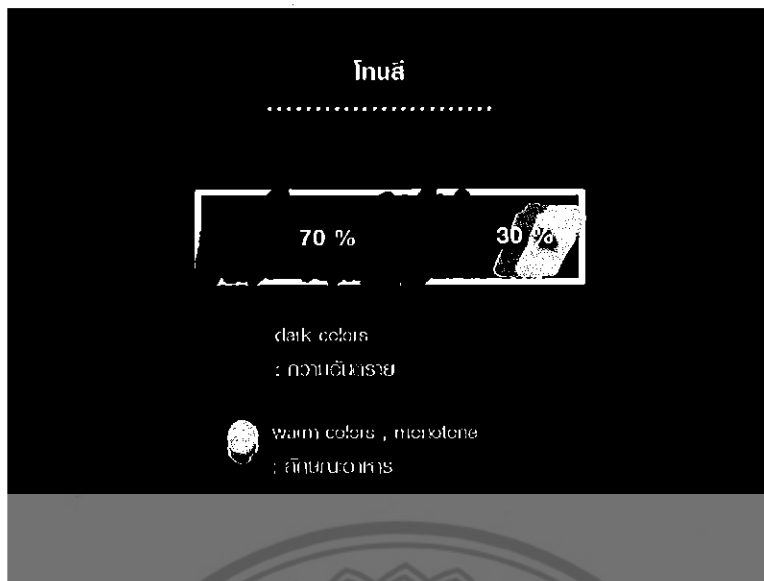 โทนสี
70 % 30 %
dark colors
: ความอันตราย
warm colors , monotone
: ลักษณะอาหาร